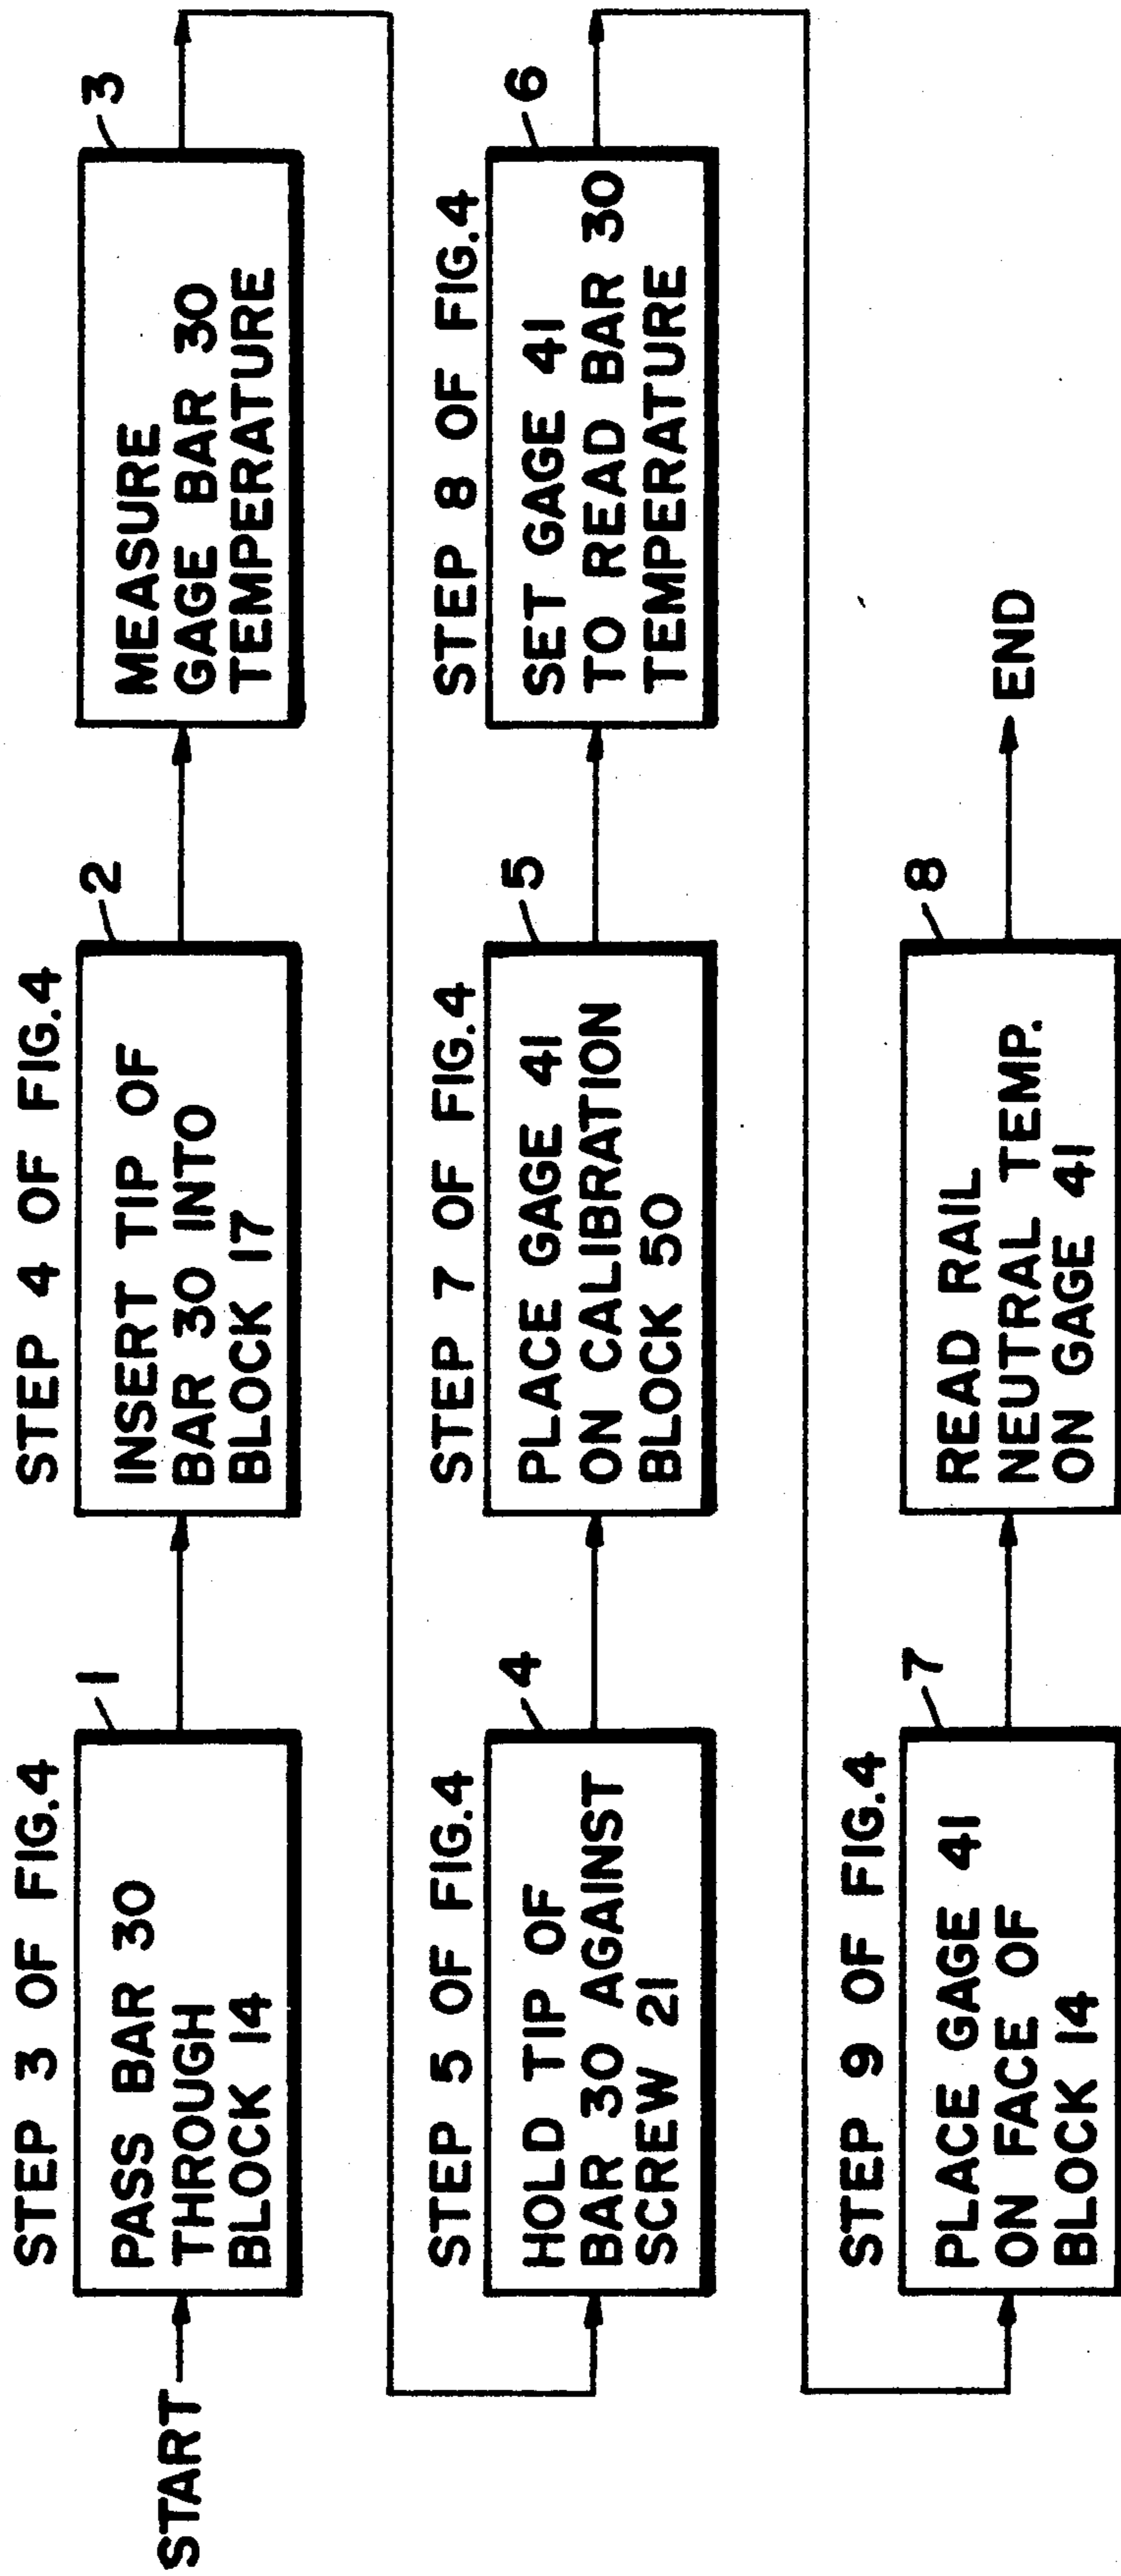 START
STEP 3 OF FIG.4
1
PASS BAR 30
THROUGH
BLOCK 14
STEP 4 OF FIG.4
2
INSERT TIP OF
BAR 30 INTO
BLOCK 17
3
MEASURE
GAGE BAR 30
TEMPERATURE
STEP 5 OF FIG.4
4
HOLD TIP OF
BAR 30 AGAINST
SCREW 21
STEP 7 OF FIG.4
5
PLACE GAGE 41
ON CALIBRATION
BLOCK 50
STEP 8 OF FIG.4
6
SET GAGE 41
TO READ BAR 30
TEMPERATURE
STEP 9 OF FIG.4
7
PLACE GAGE 41
ON FACE OF
BLOCK 14
8
READ RAIL
NEUTRAL TEMP.
ON GAGE 41
END